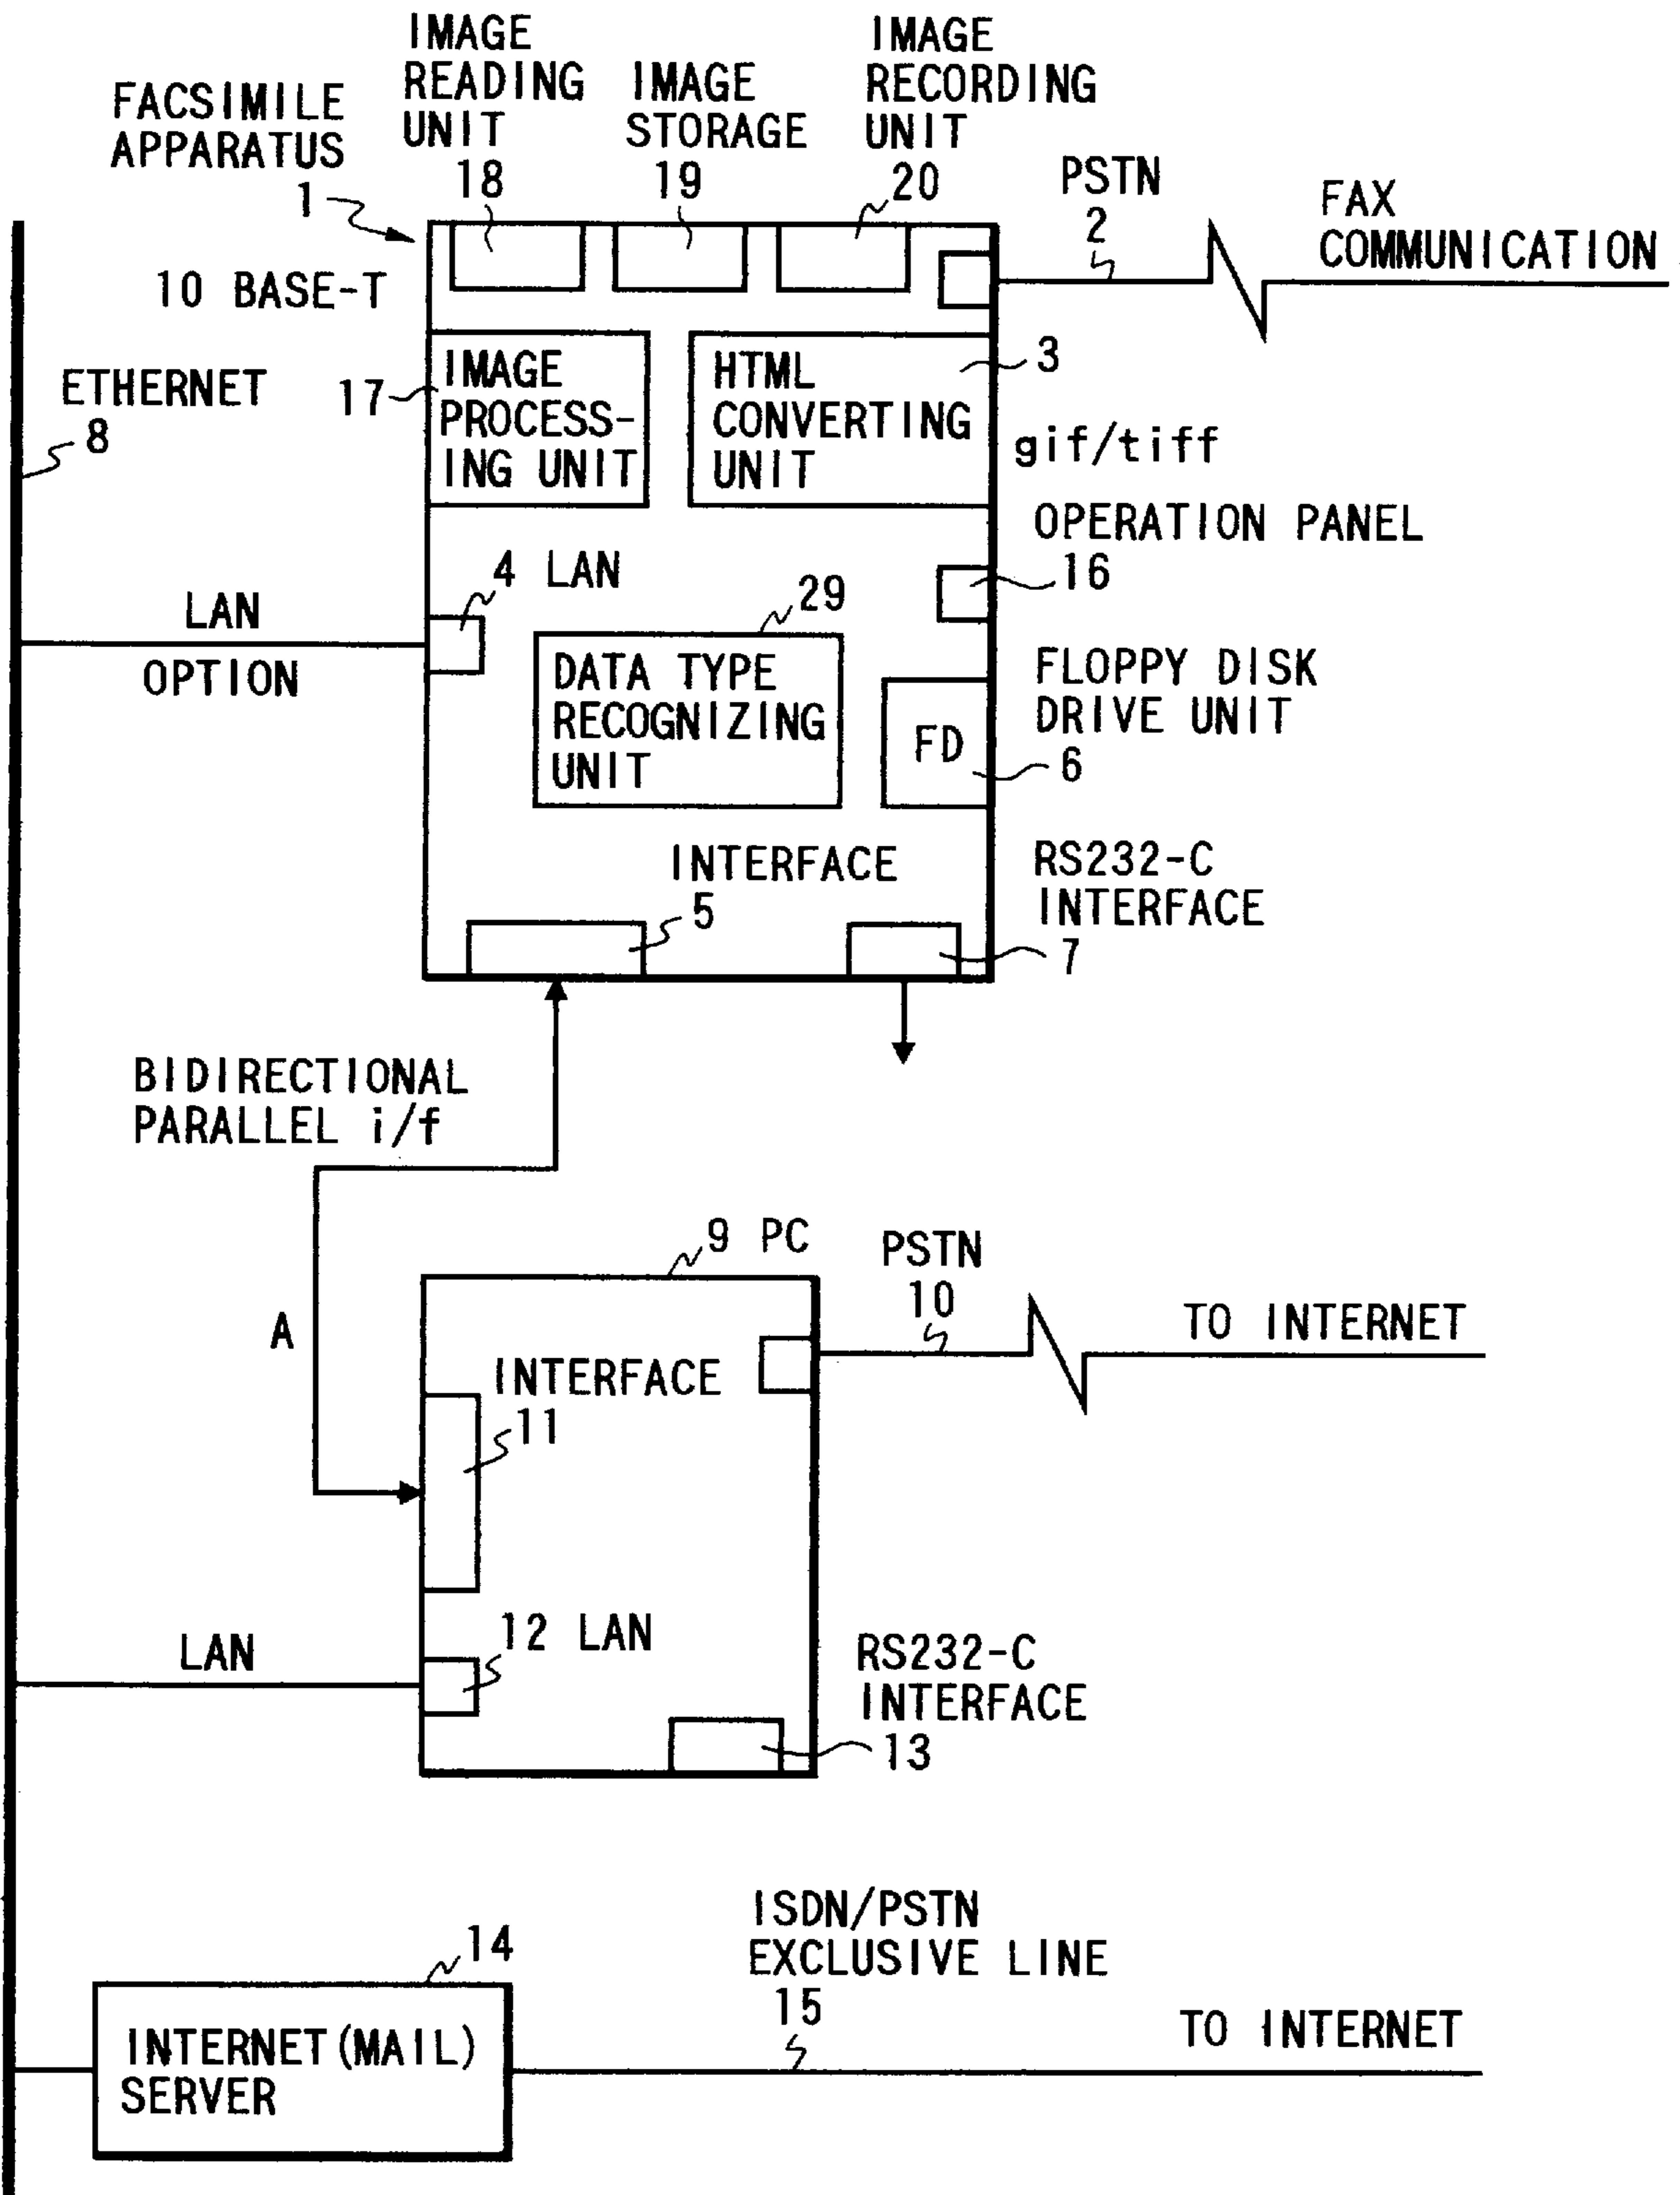 IMAGE
READING
UNIT
18
IMAGE
STORAGE
19
IMAGE
RECORDING
UNIT
20
FACSIMILE
APPARATUS
1
PSTN
2
FAX
COMMUNICATION
10 BASE-T
ETHERNET
8
17
IMAGE
PROCESS-
ING UNIT
HTML
CONVERTING
UNIT
3
gif/tiff
OPERATION PANEL
16
4 LAN
LAN
OPTION
29
DATA TYPE
RECOGNIZING
UNIT
FLOPPY DISK
DRIVE UNIT
6
FD
INTERFACE
5
RS232-C
INTERFACE
7
BIDIRECTIONAL
PARALLEL i/f
A
9 PC
PSTN
10
TO INTERNET
INTERFACE
11
12 LAN
LAN
RS232-C
INTERFACE
13
14
INTERNET(MAIL)
SERVER
ISDN/PSTN
EXCLUSIVE LINE
15
TO INTERNET